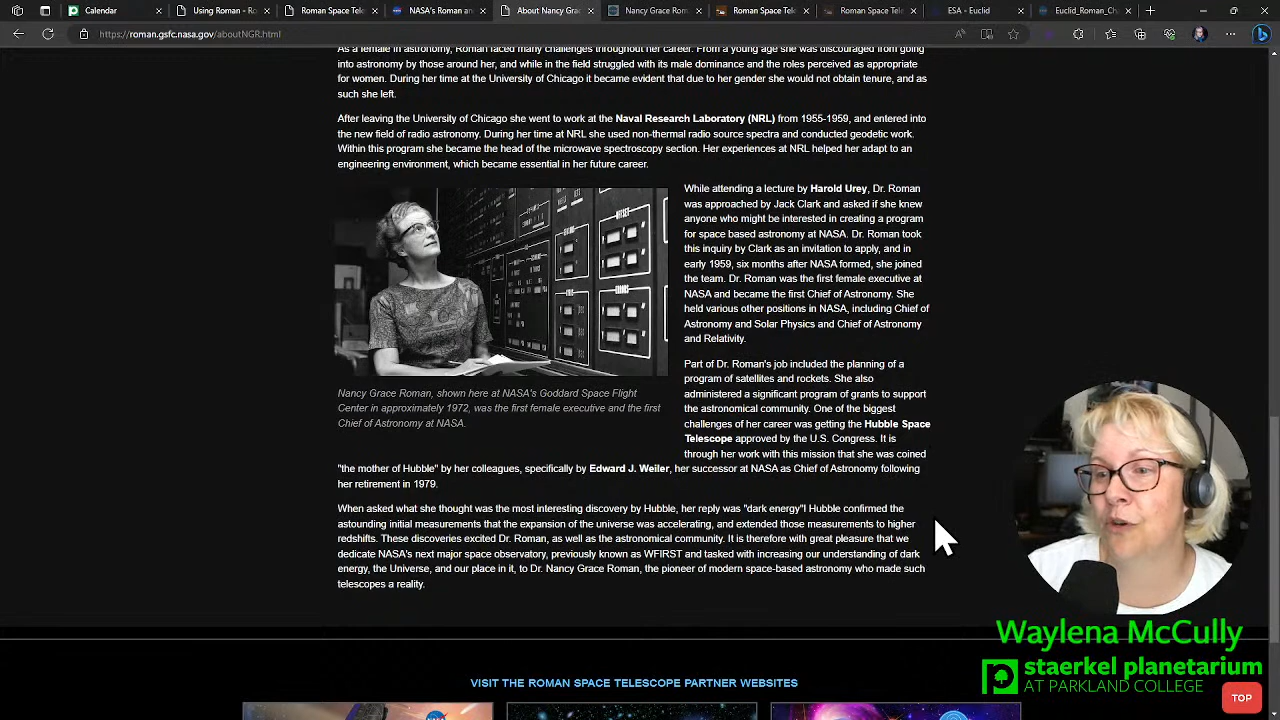 Calendar
Using Roman - Ro
Roman Space Tele
NASA's Roman and
About Nancy Grac
Nancy Grace Rom
Roman Space Tele
Roman Space Tele
ESA - Euclid
Euclid_Roman_Cha
https://roman.gsfc.nasa.gov/aboutNGR.html
As a female in astronomy, Roman faced many challenges throughout her career. From a young age she was discouraged from going
into astronomy by those around her, and while in the field struggled with its male dominance and the roles perceived as appropriate
for women. During her time at the University of Chicago it became evident that due to her gender she would not obtain tenure, and as
such she left.
After leaving the University of Chicago she went to work at the Naval Research Laboratory (NRL) from 1955-1959, and entered into
the new field of radio astronomy. During her time at NRL she used non-thermal radio source spectra and conducted geodetic work.
Within this program she became the head of the microwave spectroscopy section. Her experiences at NRL helped her adapt to an
engineering environment, which became essential in her future career.
While attending a lecture by Harold Urey, Dr. Roman
was approached by Jack Clark and asked if she knew
anyone who might be interested in creating a program
for space based astronomy at NASA. Dr. Roman took
this inquiry by Clark as an invitation to apply, and in
early 1959, six months after NASA formed, she joined
the team. Dr. Roman was the first female executive at
NASA and became the first Chief of Astronomy. She
held various other positions in NASA, including Chief of
Astronomy and Solar Physics and Chief of Astronomy
and Relativity.
Nancy Grace Roman, shown here at NASA's Goddard Space Flight
Center in approximately 1972, was the first female executive and the first
Chief of Astronomy at NASA.
Part of Dr. Roman's job included the planning of a
program of satellites and rockets. She also
administered a significant program of grants to support
the astronomical community. One of the biggest
challenges of her career was getting the Hubble Space
Telescope approved by the U.S. Congress. It is
through her work with this mission that she was coined
"the mother of Hubble" by her colleagues, specifically by Edward J. Weiler, her successor at NASA as Chief of Astronomy following
her retirement in 1979.
When asked what she thought was the most interesting discovery by Hubble, her reply was "dark energy"! Hubble confirmed the
astounding initial measurements that the expansion of the universe was accelerating, and extended those measurements to higher
redshifts. These discoveries excited Dr. Roman, as well as the astronomical community. It is therefore with great pleasure that we
dedicate NASA's next major space observatory, previously known as WFIRST and tasked with increasing our understanding of dark
energy, the Universe, and our place in it, to Dr. Nancy Grace Roman, the pioneer of modern space-based astronomy who made such
telescopes a reality.
Waylena McCully
staerkel planetarium
AT PARKLAND COLLEGE
TOP
VISIT THE ROMAN SPACE TELESCOPE PARTNER WEBSITES